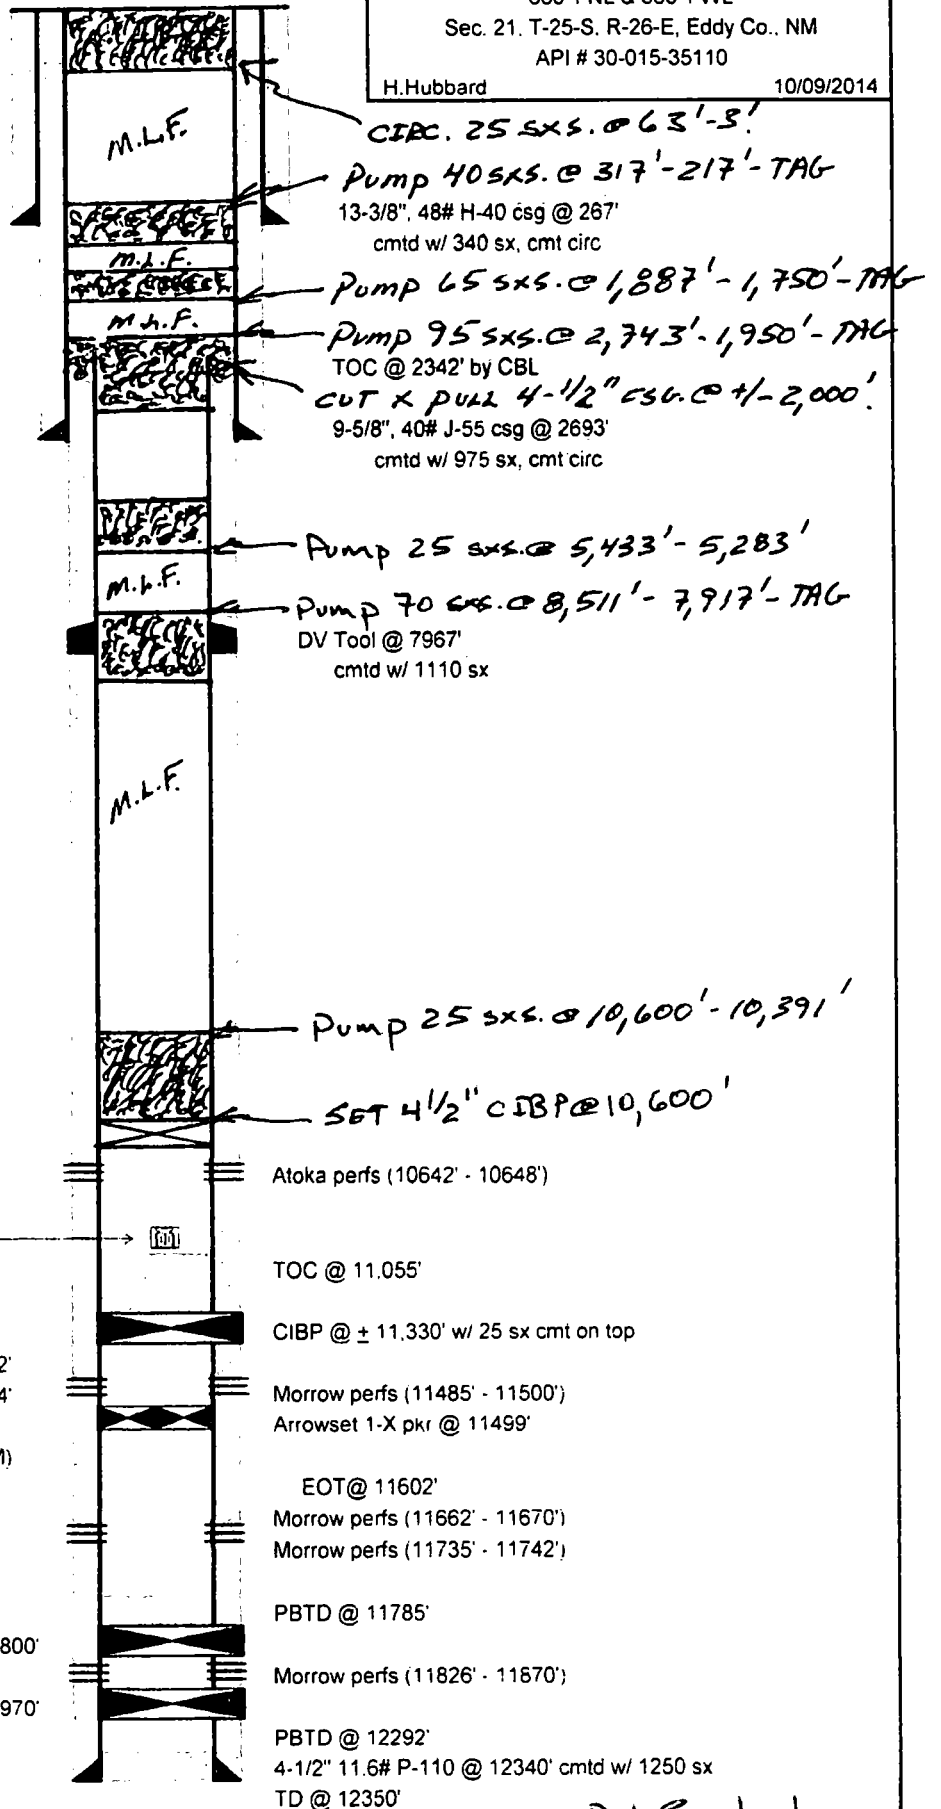 Sec. 21. T-25-S. R-26-E, Eddy Co., NM
API # 30-015-35110
H.Hubbard 10/09/2014
CIRC. 25 SXS. @ 63'-3'.
M.L.F.
Pump 40 SXS. @ 317'-217'-TAG
13-3/8", 48# H-40 csg @ 267'
cmtd w/ 340 sx, cmt circ
M.L.F.
Pump 65 SXS. @ 1,887'-1,750'-TAG
M.L.F.
Pump 95 SXS. @ 2,743'-1,950'-TAG
TOC @ 2342' by CBL
CUT X PULL 4-1/2" CSG. @ +/-2,000'.
9-5/8", 40# J-55 csg @ 2693'
cmtd w/ 975 sx, cmt circ
Pump 25 SXS. @ 5,433'-5,283'
M.L.F.
Pump 70 SXS. @ 8,511'-7,917'-TAG
DV Tool @ 7967'
cmtd w/ 1110 sx
M.L.F.
Pump 25 SXS. @ 10,600'-10,391'
SET 4 1/2" CIBP @ 10,600'
Atoka perfs (10642' - 10648')
TOC @ 11,055'
CIBP @ ± 11,330' w/ 25 sx cmt on top
2'
Morrow perfs (11485' - 11500')
4'
Arrowset 1-X pkr @ 11499'
EOT@ 11602'
Morrow perfs (11662' - 11670')
Morrow perfs (11735' - 11742')
PBTD @ 11785'
800'
Morrow perfs (11826' - 11870')
970'
PBTD @ 12292'
4-1/2" 11.6# P-110 @ 12340' cmtd w/ 1250 sx
TD @ 12350'